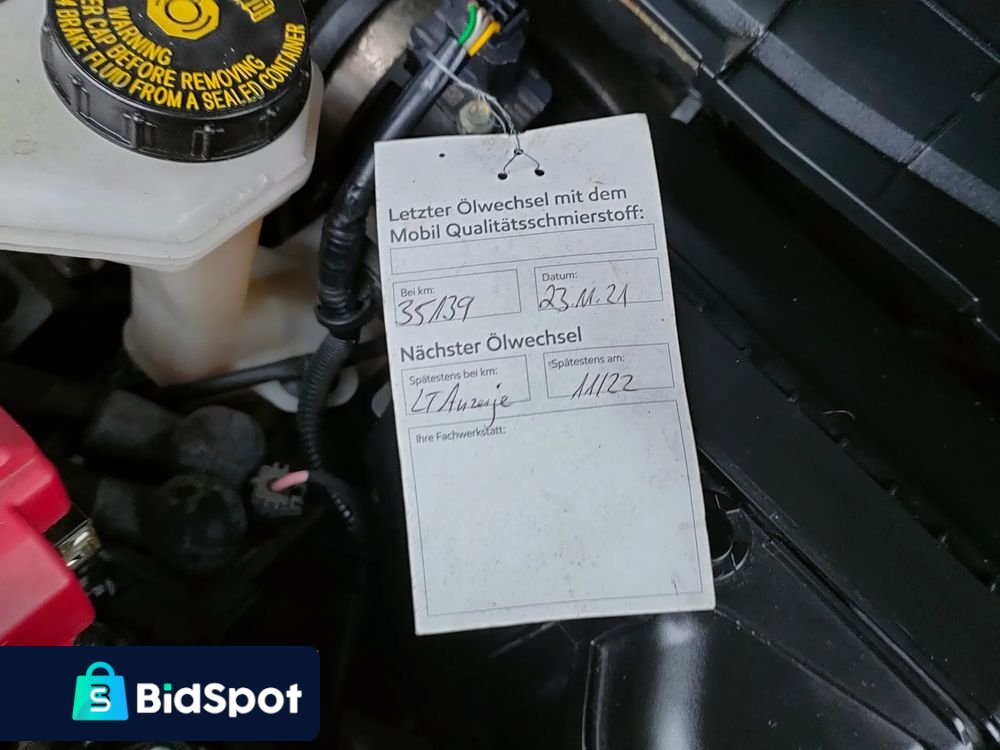 WARNING
CAP BEFORE REMOVING
4 BRAKE FLUID FROM A SEALED CONTAINER
Letzter Ölwechsel mit dem
Mobil Qualitätsschmierstoff:
Bei km:
Datum:
35139
23.11.21
Nächster Ölwechsel
Spätestens bei km:
Spätestens am:
LT Anzeige
11/22
Ihre Fachwerkstatt:
BidSpot